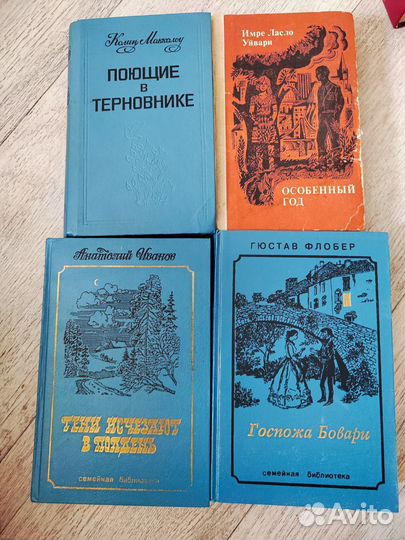 Колин Маккалоу
ПОЮЩИЕ
В
ТЕРНОВНИКЕ
Имре Ласло
Уйвари
ОСОБЕННЫЙ
ГОД
Анатолий Иванов
ТЕНИ ИСЧЕЗАЮТ
В ПОЛДЕНЬ
семейная библиотека
ГЮСТАВ ФЛОБЕР
Госпожа Бовари
семейная библиотека
Avito